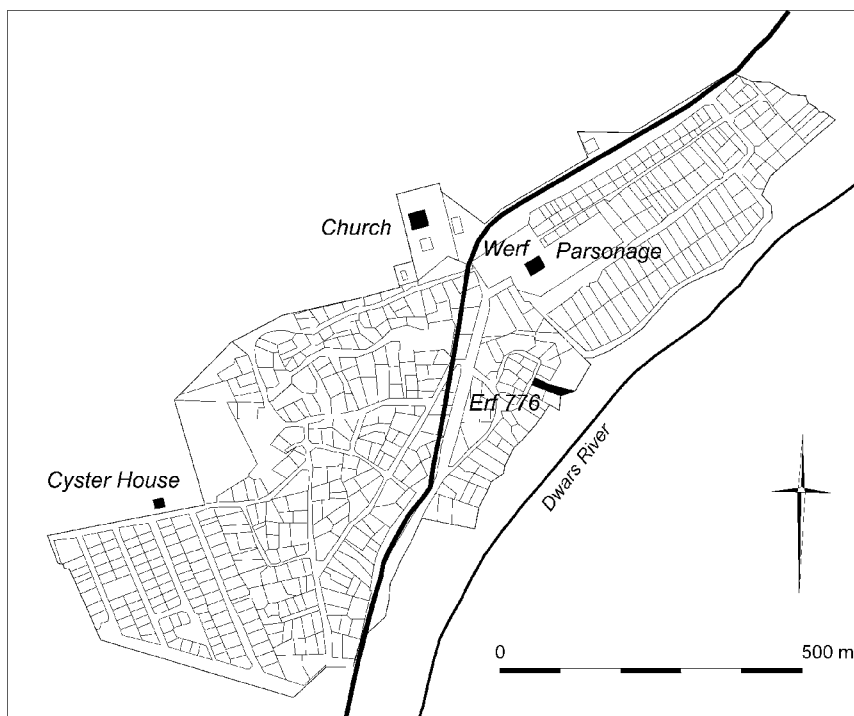 Church
Werf
Parsonage
Erf 776
Cyster House
Dwars River
0
500 m